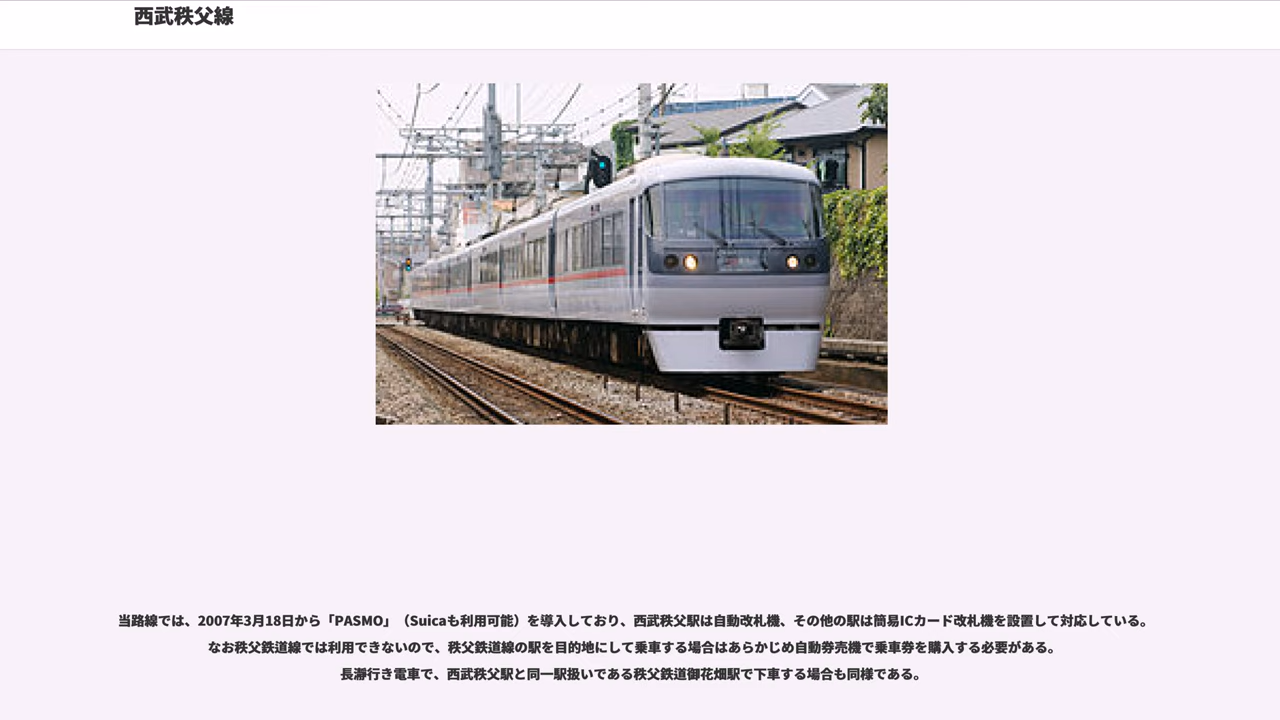 西武秩父線
当路線では、2007年3月18日から「PASMO」（Suicaも利用可能）を導入しており、西武秩父駅は自動改札機、その他の駅は簡易ICカード改札機を設置して対応している。
なお秩父鉄道線では利用できないので、秩父鉄道線の駅を目的地にして乗車する場合はあらかじめ自動券売機で乗車券を購入する必要がある。
長瀞行き電車で、西武秩父駅と同一駅扱いである秩父鉄道御花畑駅で下車する場合も同様である。